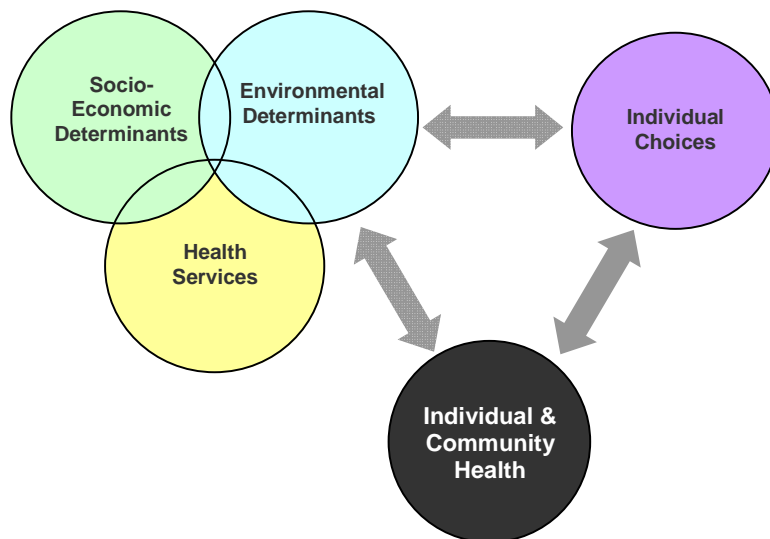 Socio-
Economic
Determinants
Environmental
Determinants
Individual
Choices
Health
Services
Individual &
Community
Health